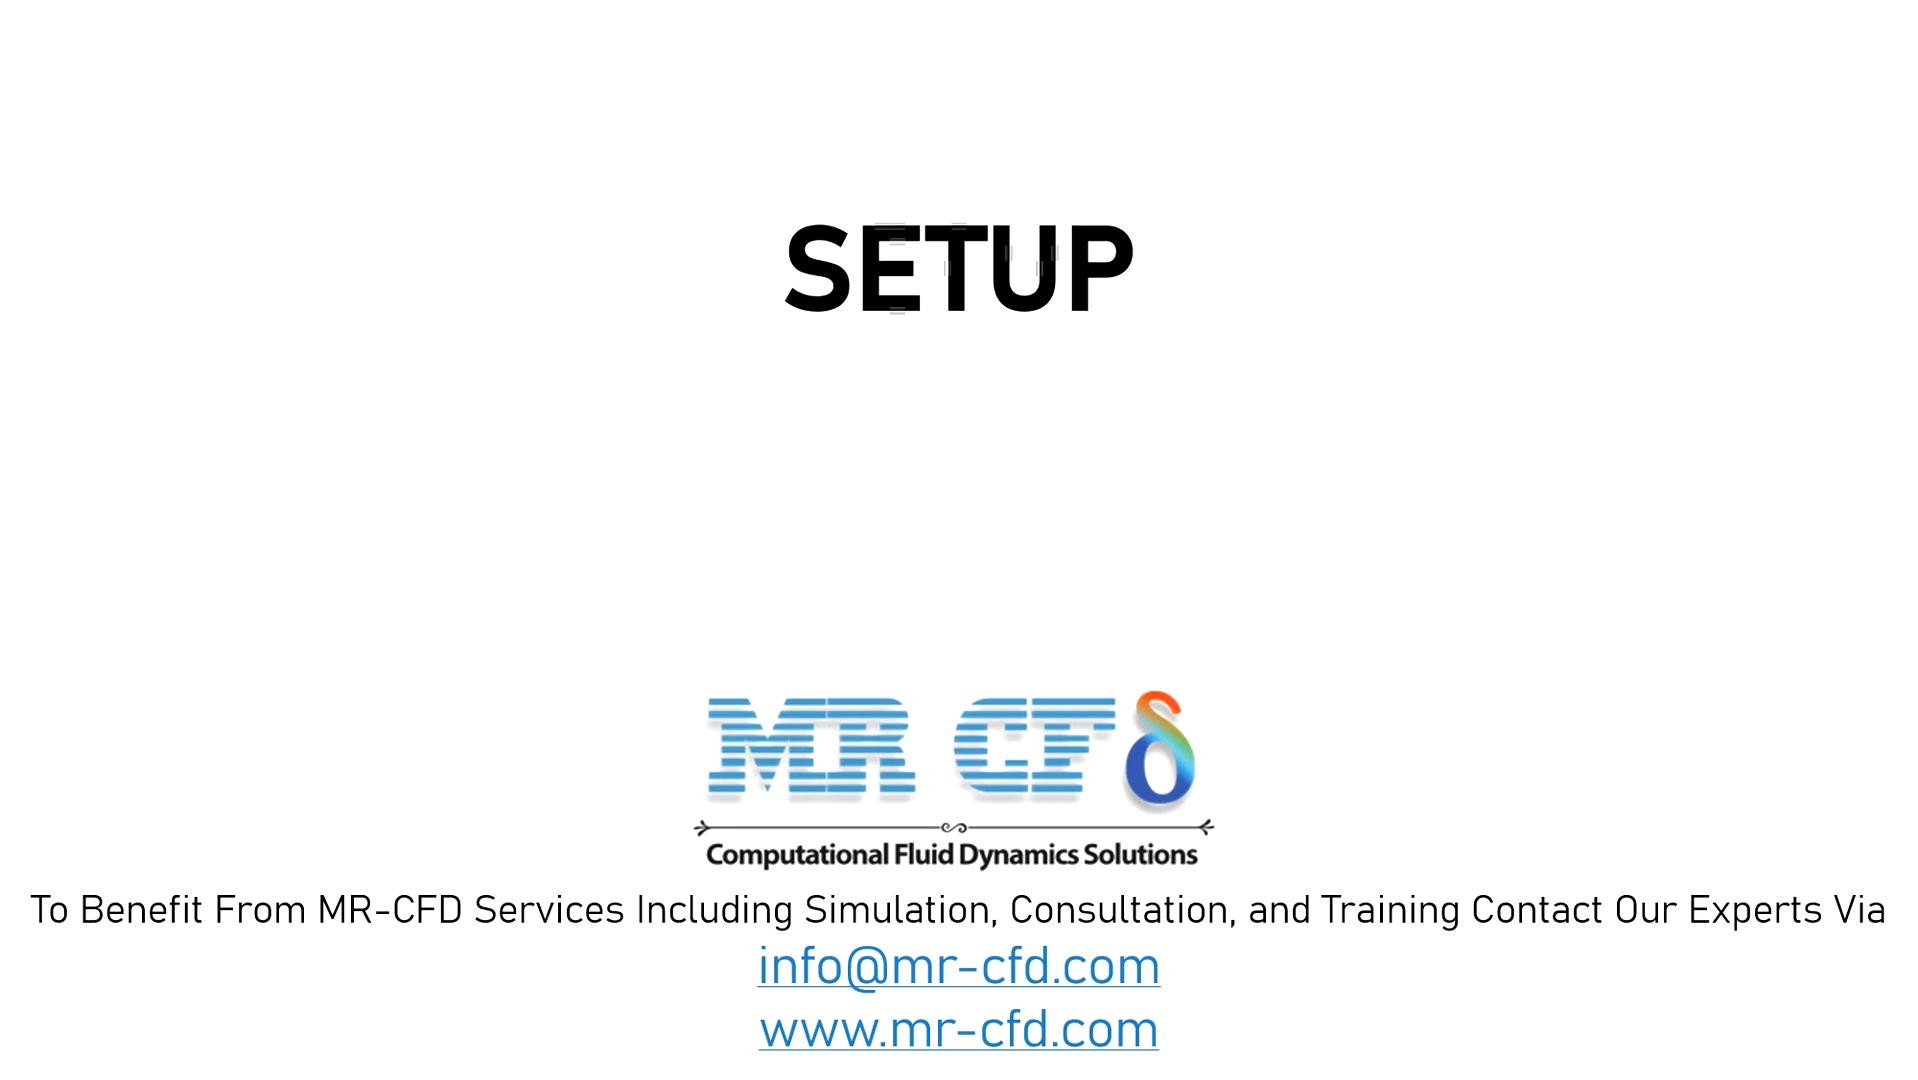 SETUP
MR CFδ
Computational Fluid Dynamics Solutions
To Benefit From MR-CFD Services Including Simulation, Consultation, and Training Contact Our Experts Via
info@mr-cfd.com
www.mr-cfd.com